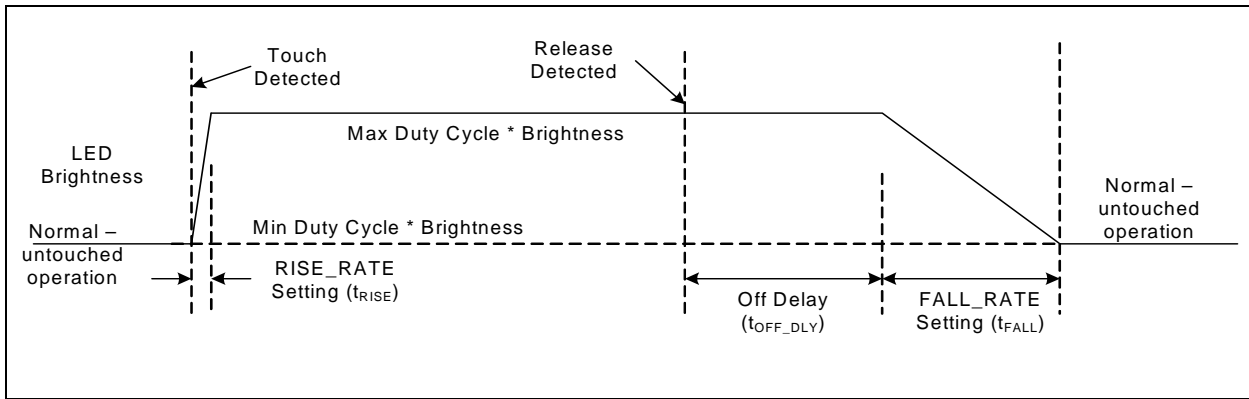 Touch
Detected
Release
Detected
Max Duty Cycle * Brightness
LED
Brightness
Normal –
untouched
operation
Min Duty Cycle * Brightness
Normal –
untouched
operation
RISE_RATE
Setting (tRISE)
Off Delay
(tOFF_DLY)
FALL_RATE
Setting (tFALL)